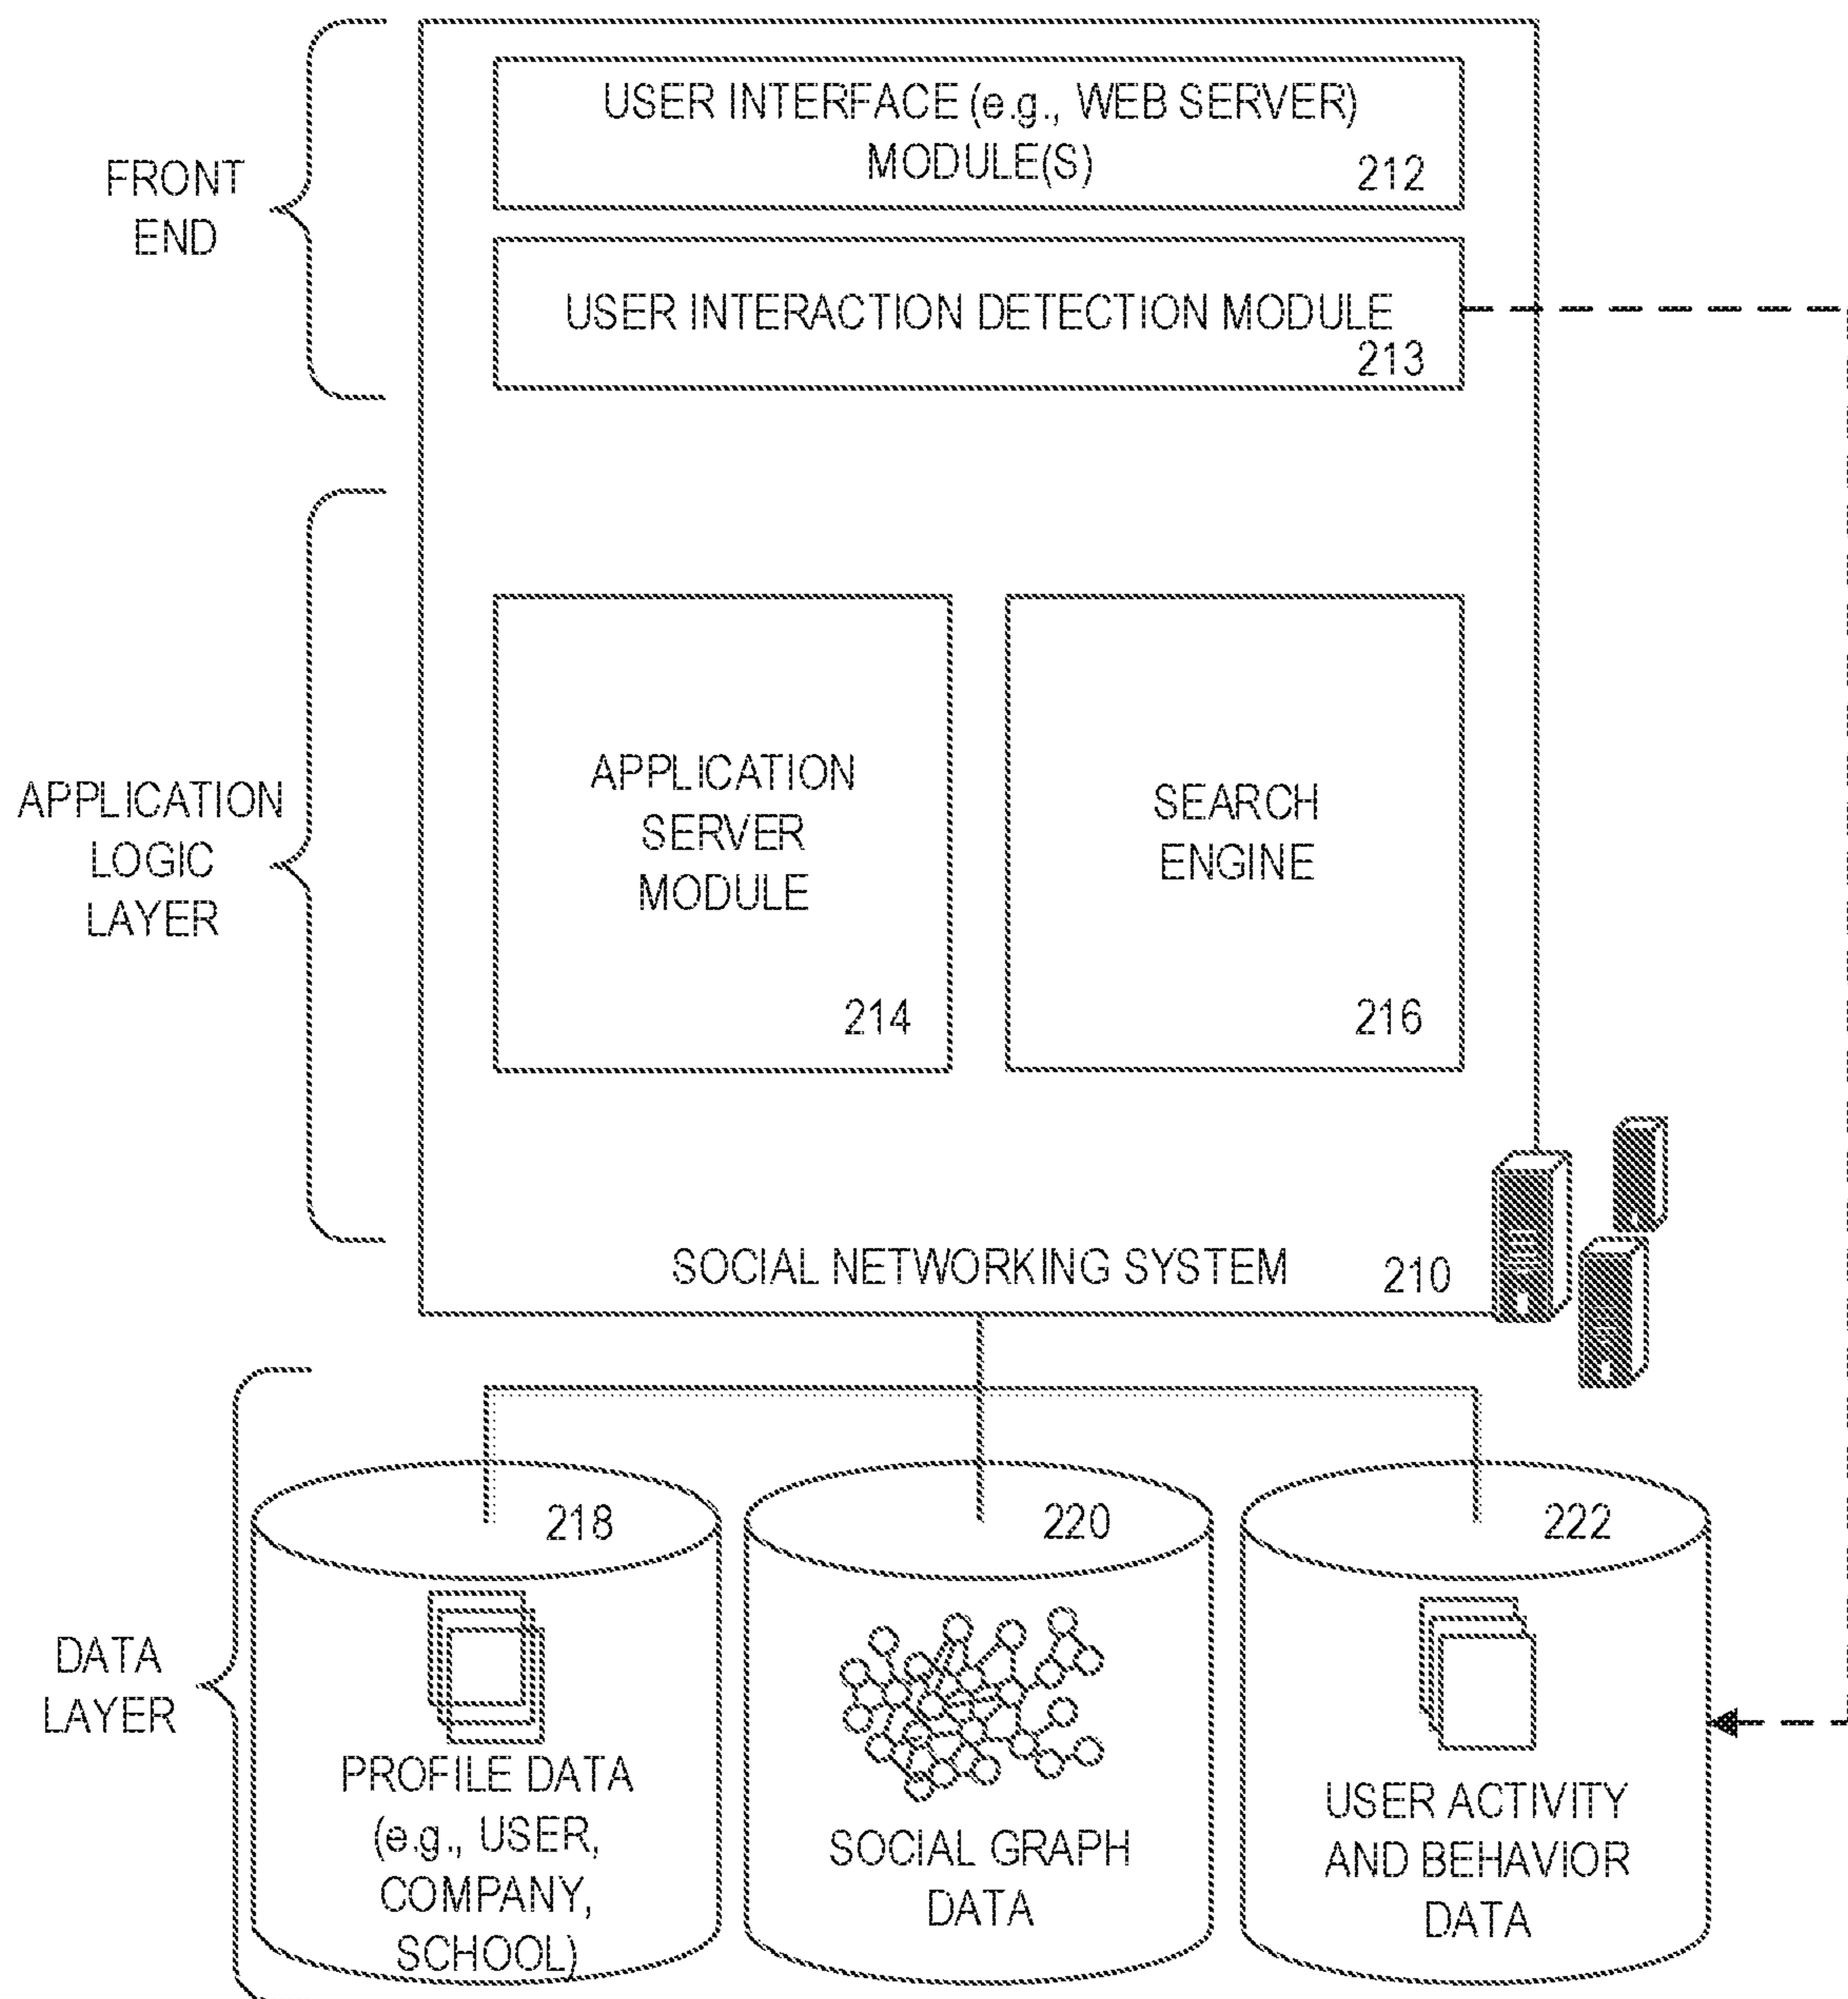 USER INTERFACE (e.g., WEB SERVER)
MODULE(S)
212
FRONT
END
USER INTERACTION DETECTION MODULE
213
APPLICATION
LOGIC
LAYER
APPLICATION
SERVER
MODULE
214
SEARCH
ENGINE
216
SOCIAL NETWORKING SYSTEM
210
DATA
LAYER
218
PROFILE DATA
(e.g., USER,
COMPANY,
SCHOOL)
220
SOCIAL GRAPH
DATA
222
USER ACTIVITY
AND BEHAVIOR
DATA